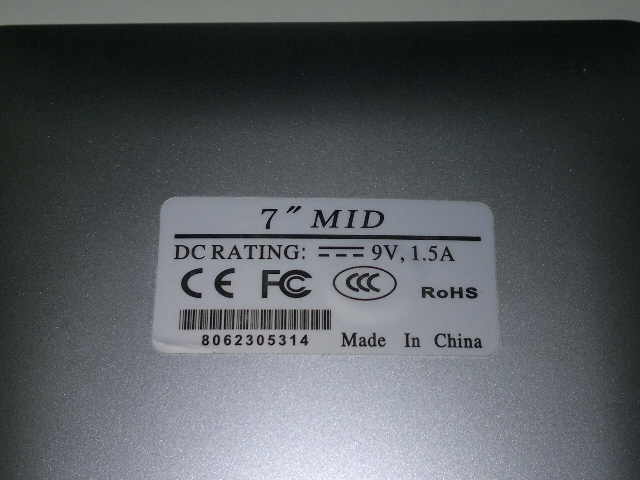 7" MID
DC RATING: 9V, 1.5A
CE FC CCC RoHS
8062305314 Made In China